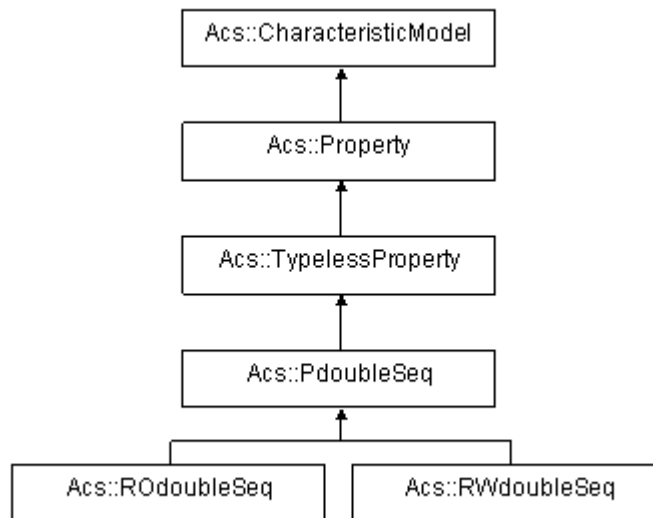 Acs::CharacteristicModel
Acs::Property
Acs::TypelessProperty
Acs::PdoubleSeq
Acs::ROdoubleSeq
Acs::RWdoubleSeq